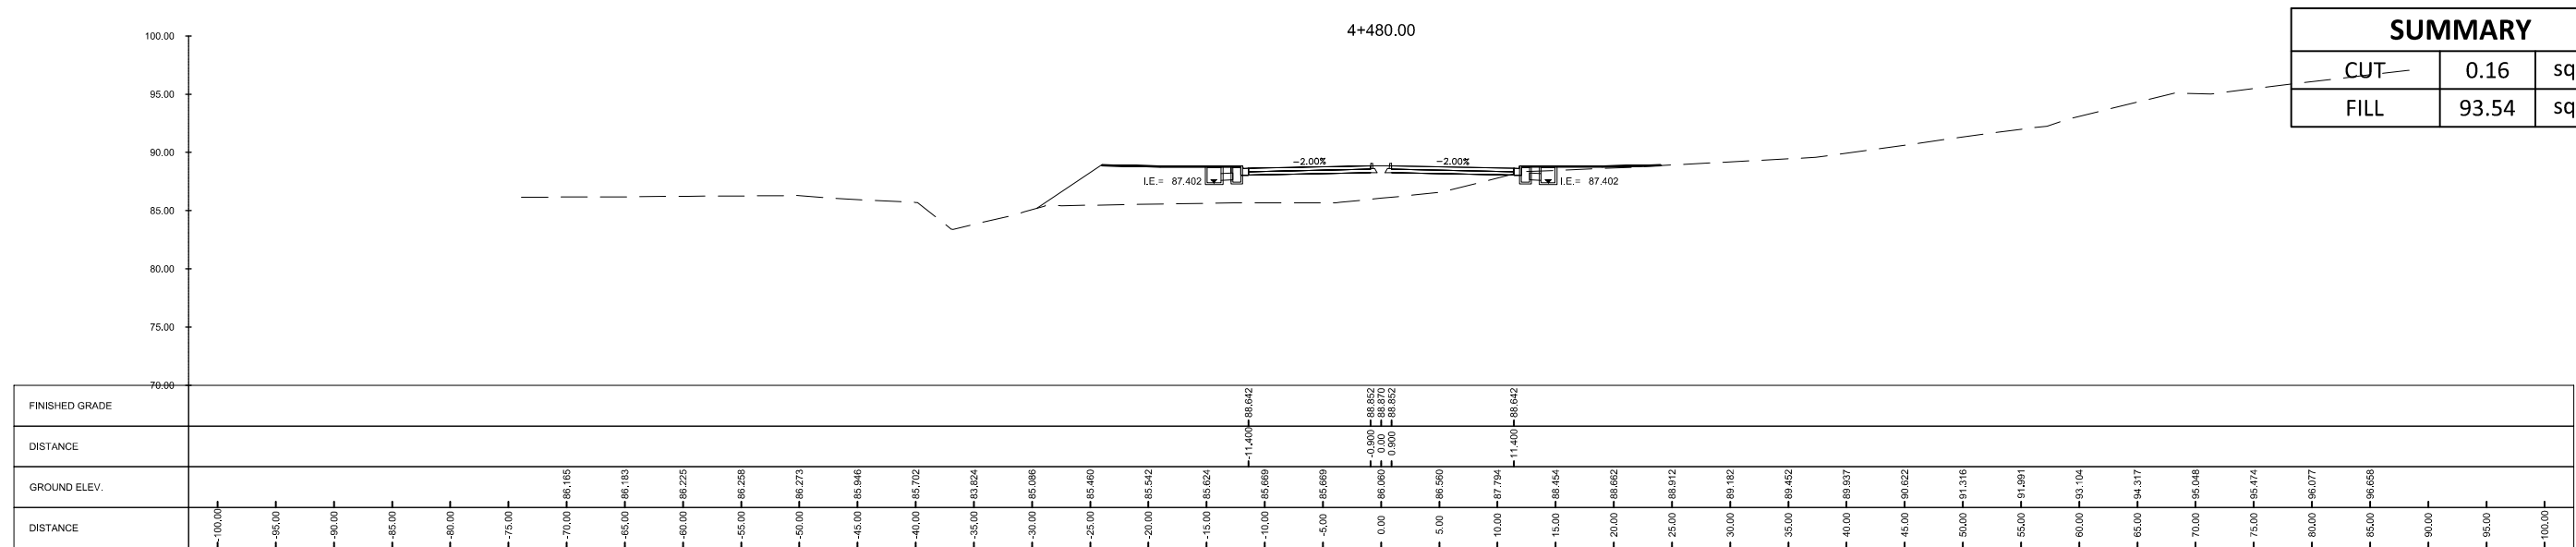 4+480.00
SUMMARY
CUT 0.16 sq
FILL 93.54 sq
100.00
95.00
90.00
85.00
80.00
75.00
70.00
-2.00% -2.00%
I.E.= 87.402 I.E.= 87.402
FINISHED GRADE 88.642 88.852 88.870 88.852 88.642
DISTANCE -11.400 -0.900 0.00 0.900 11.400
GROUND ELEV. 86.165 86.183 86.225 86.258 86.273 85.946 85.702 83.824 85.086 85.460 85.542 85.624 85.669 85.669 86.060 86.560 87.794 88.454 88.662 88.912 89.182 89.452 89.937 90.622 91.316 91.991 93.104 94.317 95.048 95.474 96.077 96.658
DISTANCE -100.00 -95.00 -90.00 -85.00 -80.00 -75.00 -70.00 -65.00 -60.00 -55.00 -50.00 -45.00 -40.00 -35.00 -30.00 -25.00 -20.00 -15.00 -10.00 -5.00 0.00 5.00 10.00 15.00 20.00 25.00 30.00 35.00 40.00 45.00 50.00 55.00 60.00 65.00 70.00 75.00 80.00 85.00 90.00 95.00 100.00